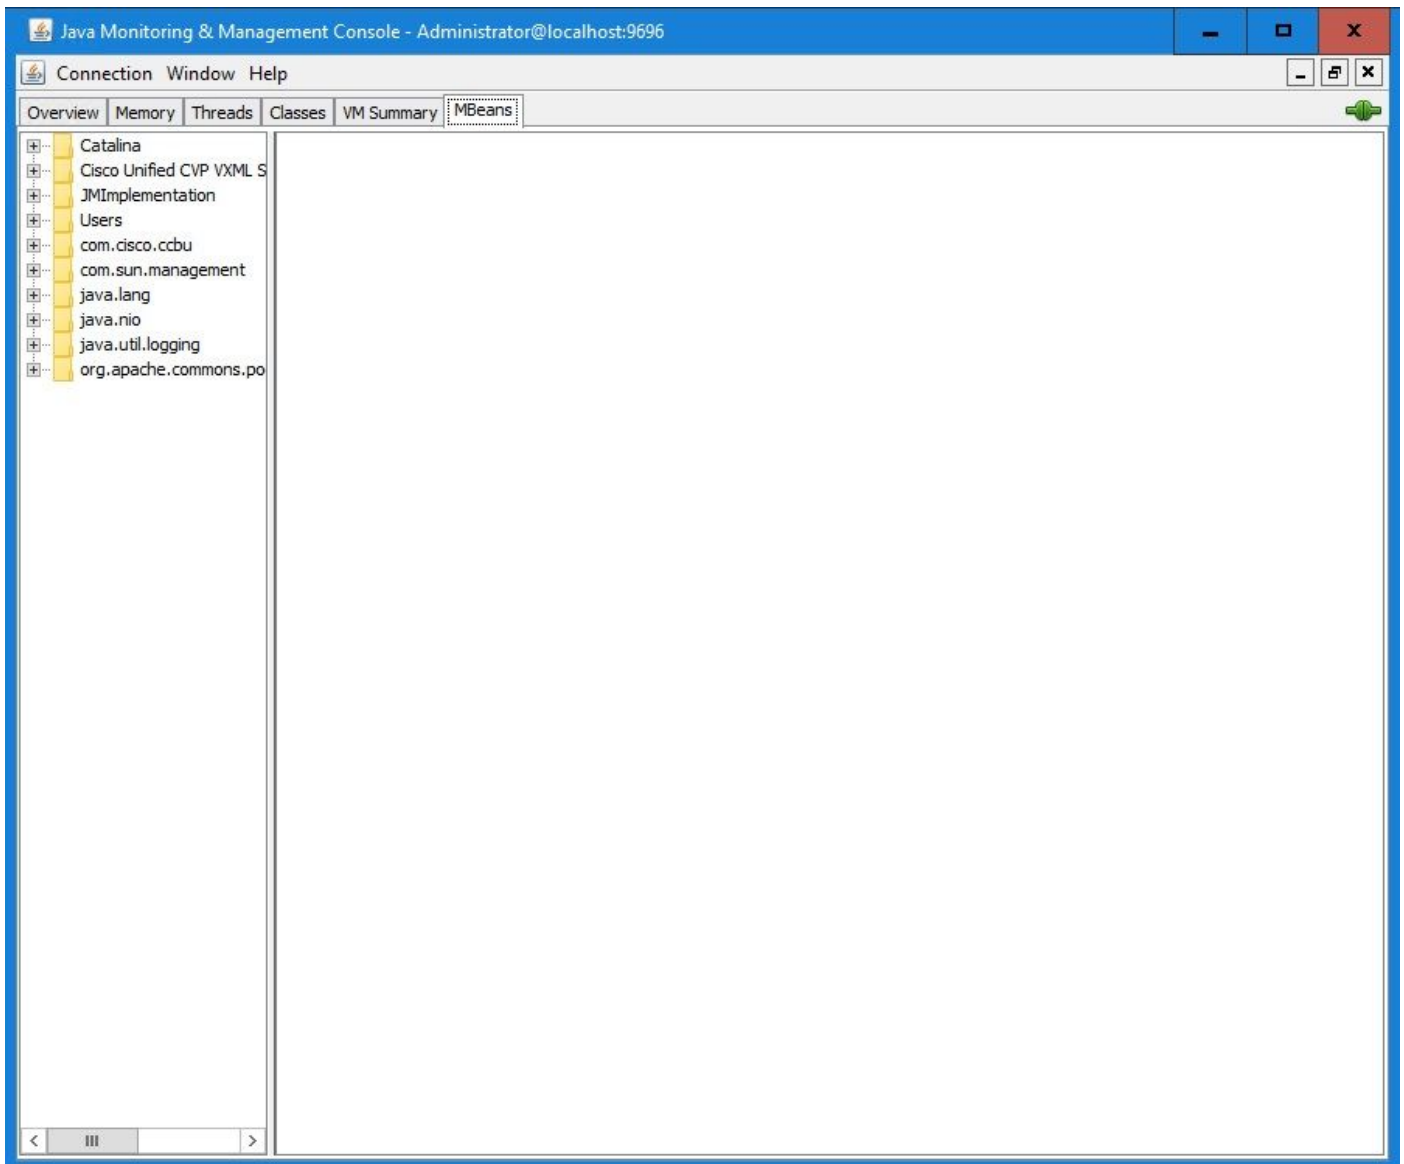 Java Monitoring & Management Console - Administrator@localhost:9696
Connection Window Help
Overview Memory Threads Classes VM Summary MBeans
Catalina
Cisco Unified CVP VXML S
JMImplementation
Users
com.cisco.ccbu
com.sun.management
java.lang
java.nio
java.util.logging
org.apache.commons.po